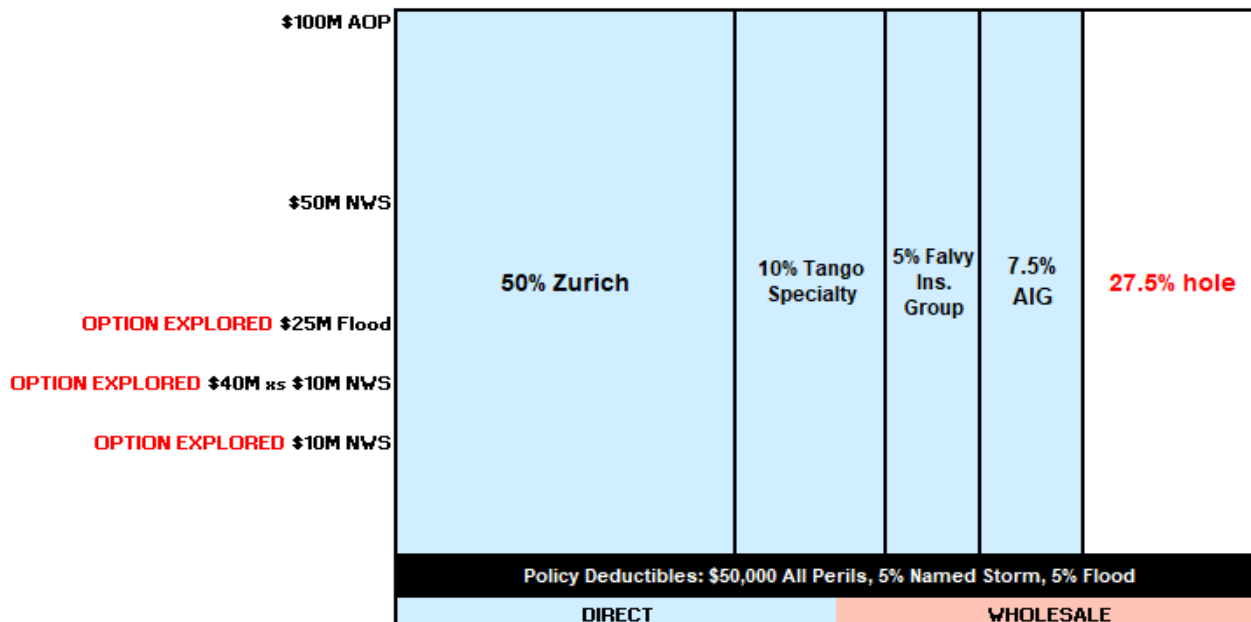 $100M AOP
$50M NWS
OPTION EXPLORED $25M Flood
OPTION EXPLORED $40M xs $10M NWS
OPTION EXPLORED $10M NWS
50% Zurich
10% Tango
Specialty
5% Falvy
Ins.
Group
7.5%
AIG
27.5% hole
Policy Deductibles: $50,000 All Perils, 5% Named Storm, 5% Flood
DIRECT
WHOLESALE